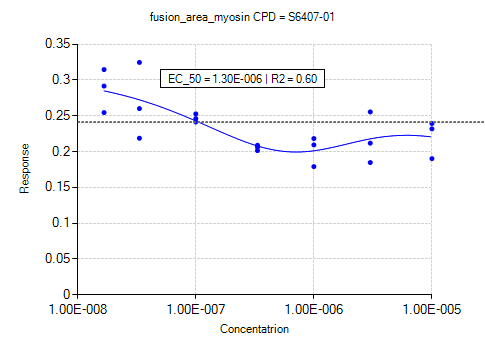 fusion_area_myosin CPD = S6407-01
0.35
EC_50 = 1.30E-006 | R2 = 0.60
0.3
0.25
0.2
0.15
0.1
0.05
0
Response
1.00E-008 1.00E-007 1.00E-006 1.00E-005
Concentatrion